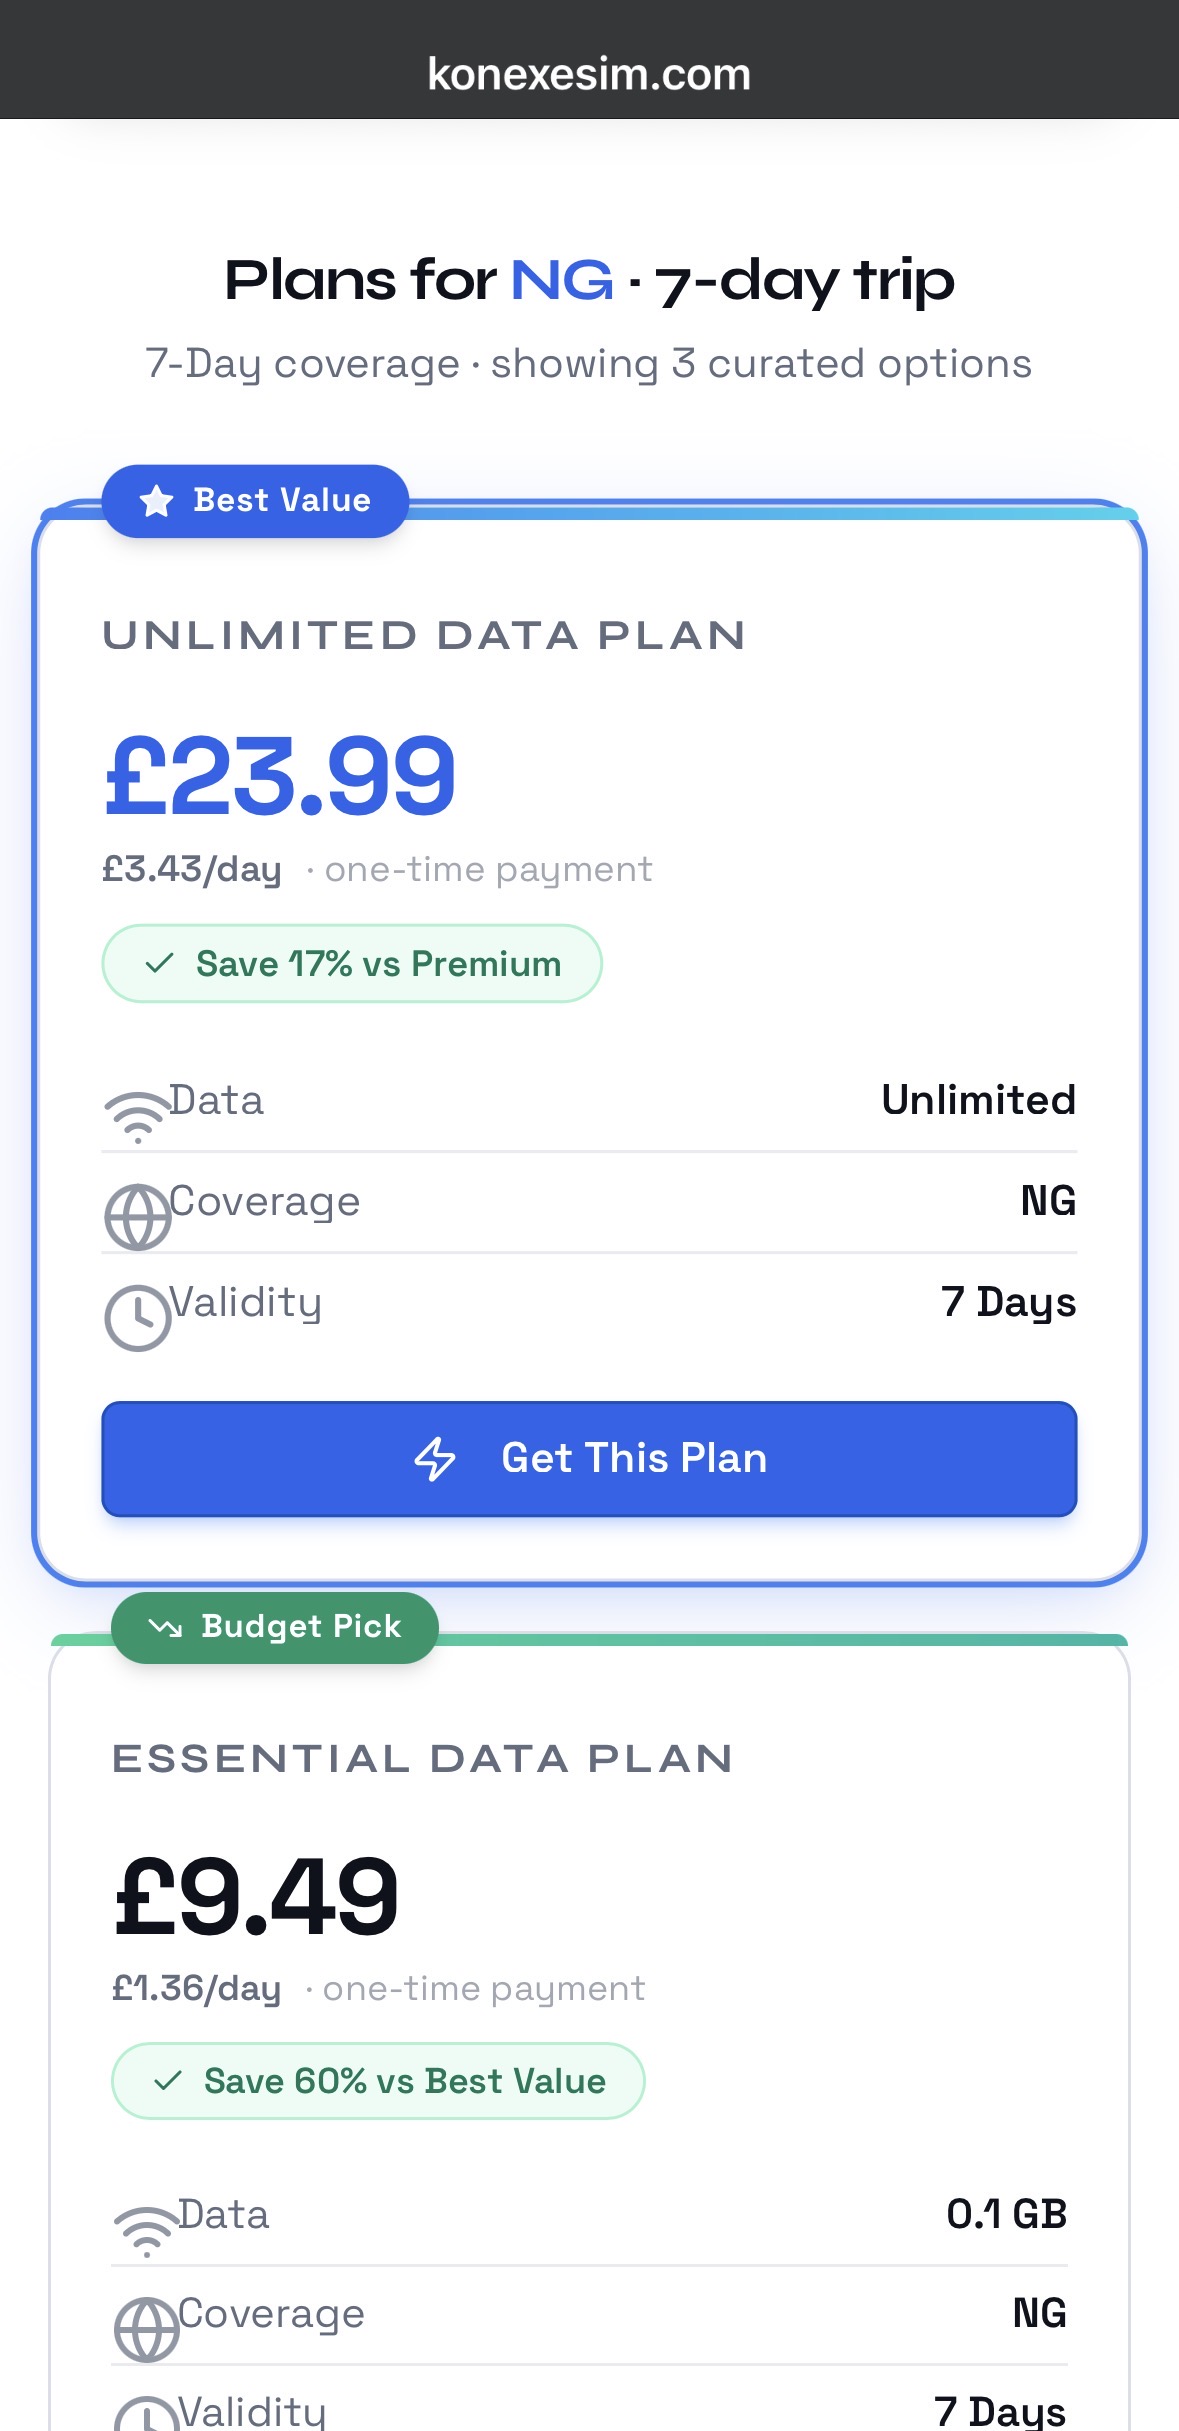 konexesim.com
Plans for NG · 7-day trip
7-Day coverage · showing 3 curated options
Best Value
UNLIMITED DATA PLAN
£23.99
£3.43/day · one-time payment
Save 17% vs Premium
Data Unlimited
Coverage NG
Validity 7 Days
Get This Plan
Budget Pick
ESSENTIAL DATA PLAN
£9.49
£1.36/day · one-time payment
Save 60% vs Best Value
Data 0.1 GB
Coverage NG
Validity 7 Days